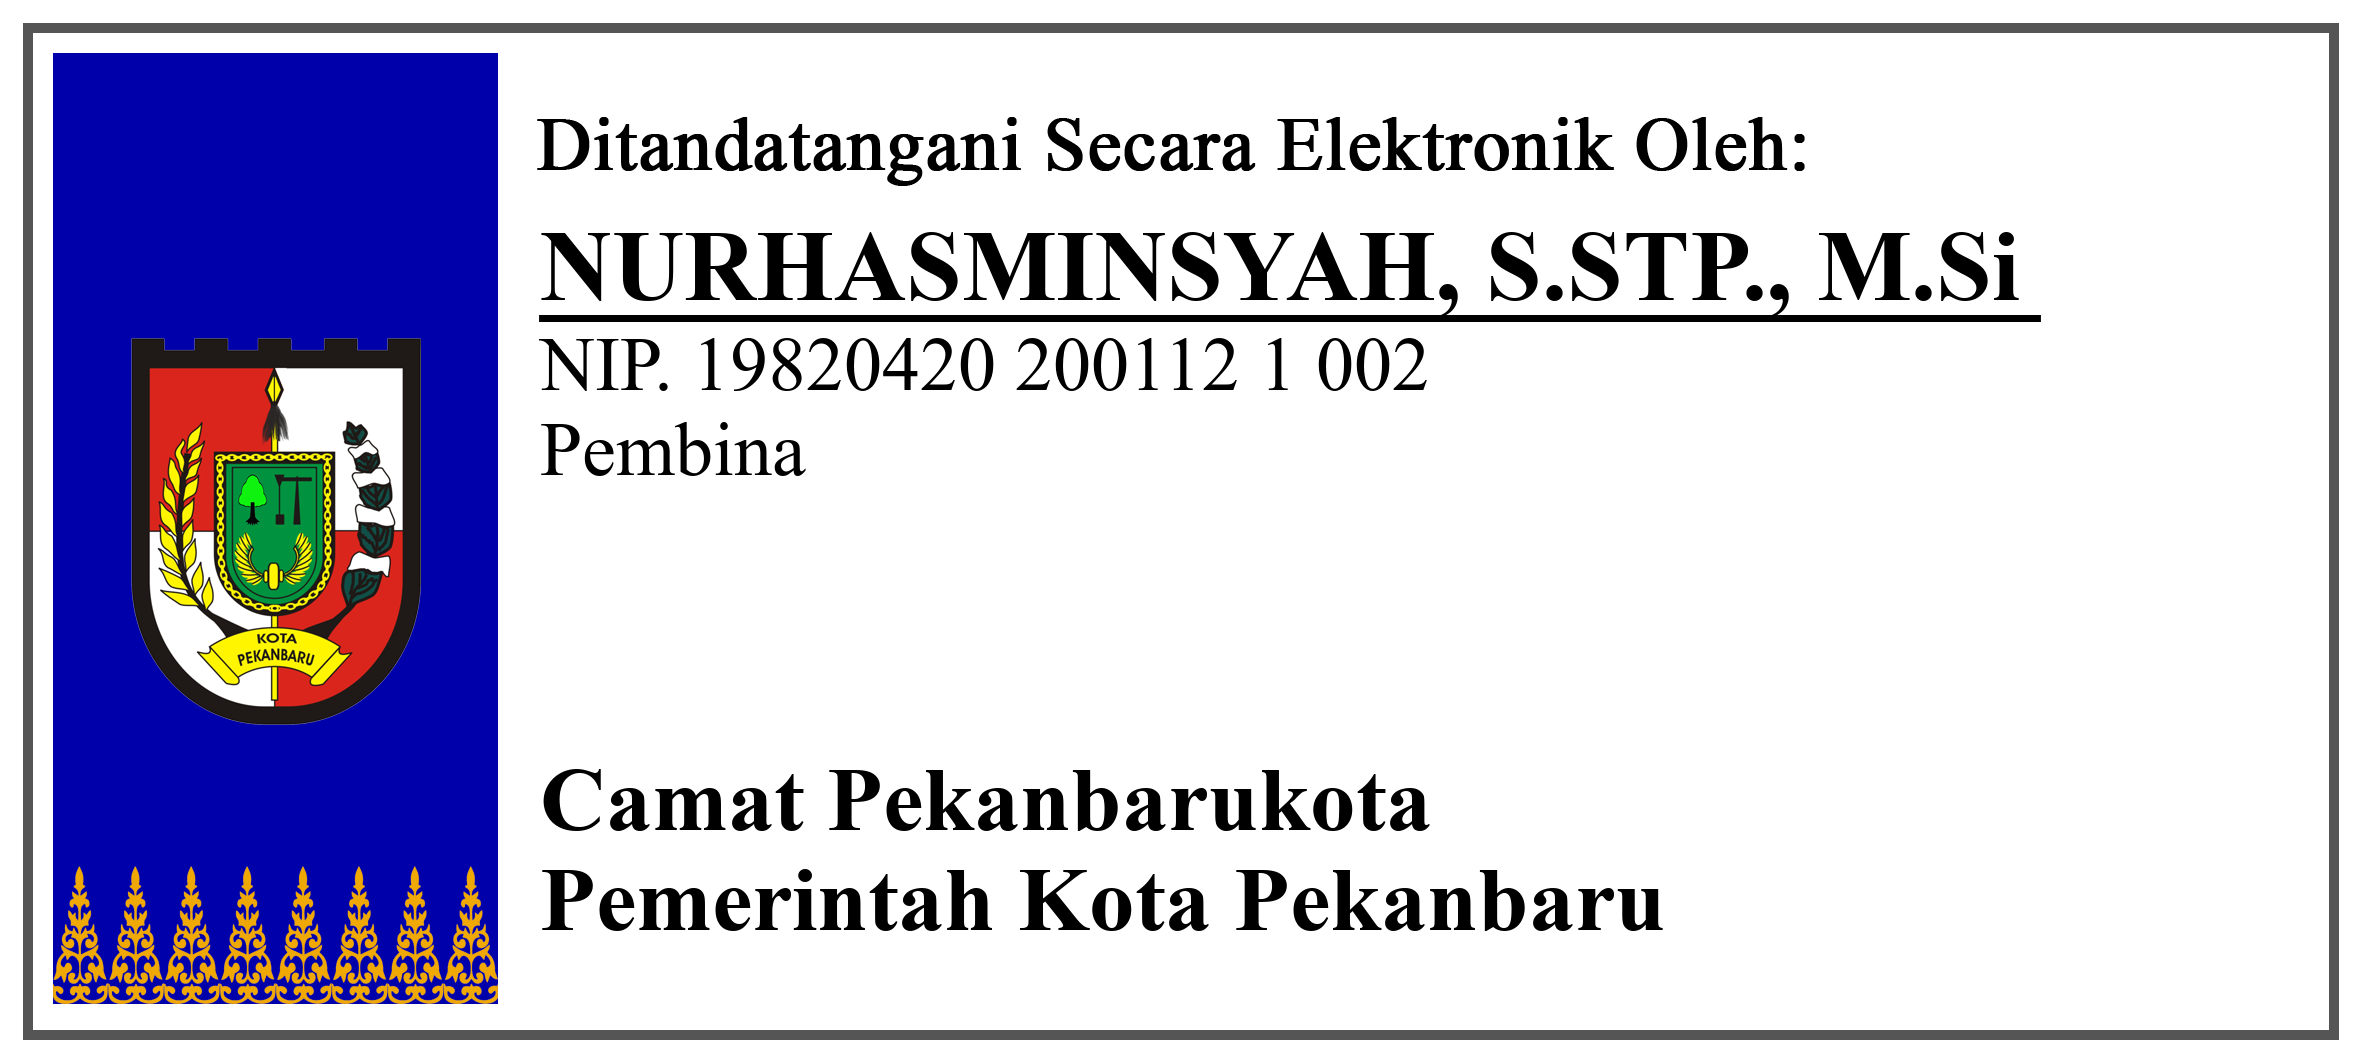 Ditandatangani Secara Elektronik Oleh:
NURHASMINSYAH, S.STP., M.Si
NIP. 19820420 200112 1 002
Pembina
KOTA
PEKANBARU
Camat Pekanbarukota
Pemerintah Kota Pekanbaru